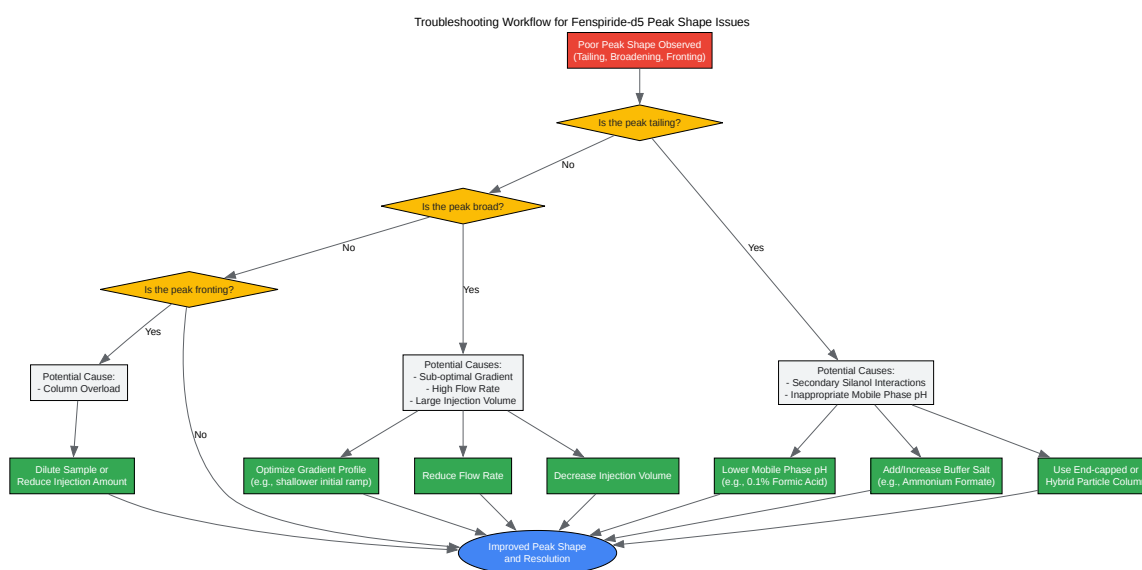 Troubleshooting Workflow for Fenspiride-d5 Peak Shape Issues
Poor Peak Shape Observed
(Tailing, Broadening, Fronting)
Is the peak tailing?
No
Is the peak broad?
Yes
No
Is the peak fronting?
Yes
Yes
Potential Cause:
- Column Overload
Potential Causes:
- Sub-optimal Gradient
- High Flow Rate
- Large Injection Volume
Potential Causes:
- Secondary Silanol Interactions
- Inappropriate Mobile Phase pH
No
Dilute Sample or
Reduce Injection Amount
Optimize Gradient Profile
(e.g., shallower initial ramp)
Reduce Flow Rate
Decrease Injection Volume
Lower Mobile Phase pH
(e.g., 0.1% Formic Acid)
Add/Increase Buffer Salt
(e.g., Ammonium Formate)
Use End-capped or
Hybrid Particle Colum
Improved Peak Shape
and Resolution